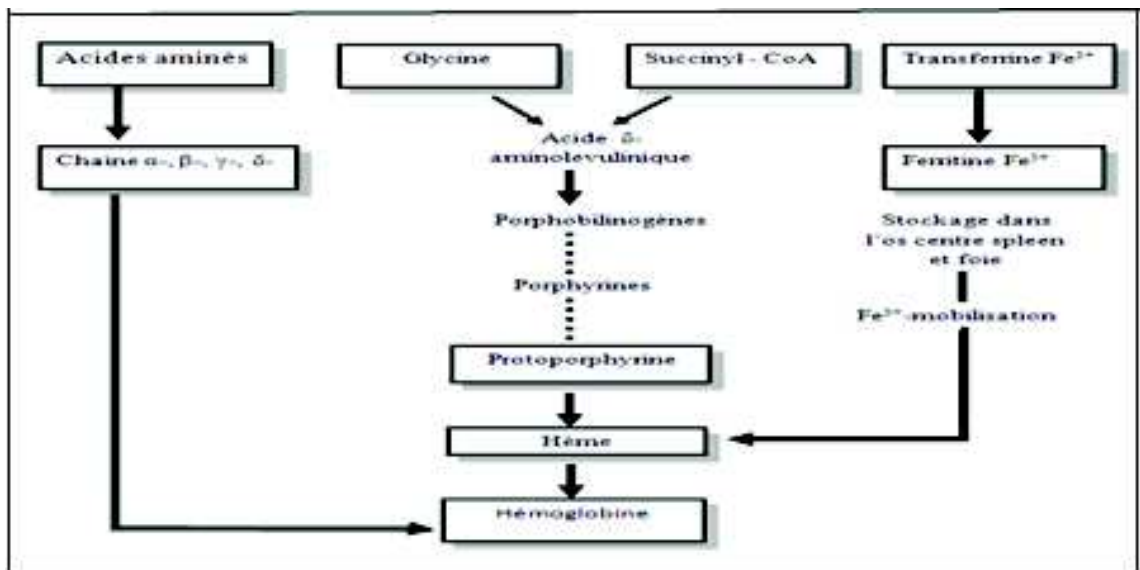 Acides aminés
Glycine
Succinyl - CoA
Transferrine Fe³⁺
Chaine α-, β-, γ-, δ-
Acide δ-
aminolevulinique
Ferritine Fe³⁺
Porphobilinogènes
Stockage dans
l'os centre spleen
et foie
Porphyrines
Fe³⁺-mobilisation
Protoporphyrine
Hème
Hémoglobine